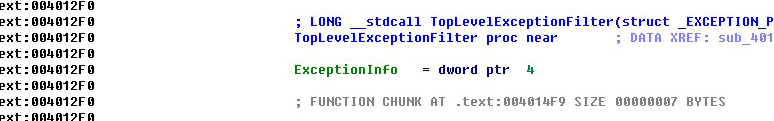 ext:004012F0
ext:004012F0 ; LONG __stdcall TopLevelExceptionFilter(struct _EXCEPTION_P
ext:004012F0 TopLevelExceptionFilter proc near ; DATA XREF: sub_401
ext:004012F0
ext:004012F0 ExceptionInfo = dword ptr 4
ext:004012F0
ext:004012F0 ; FUNCTION CHUNK AT .text:004014F9 SIZE 00000007 BYTES
ext:004012F0